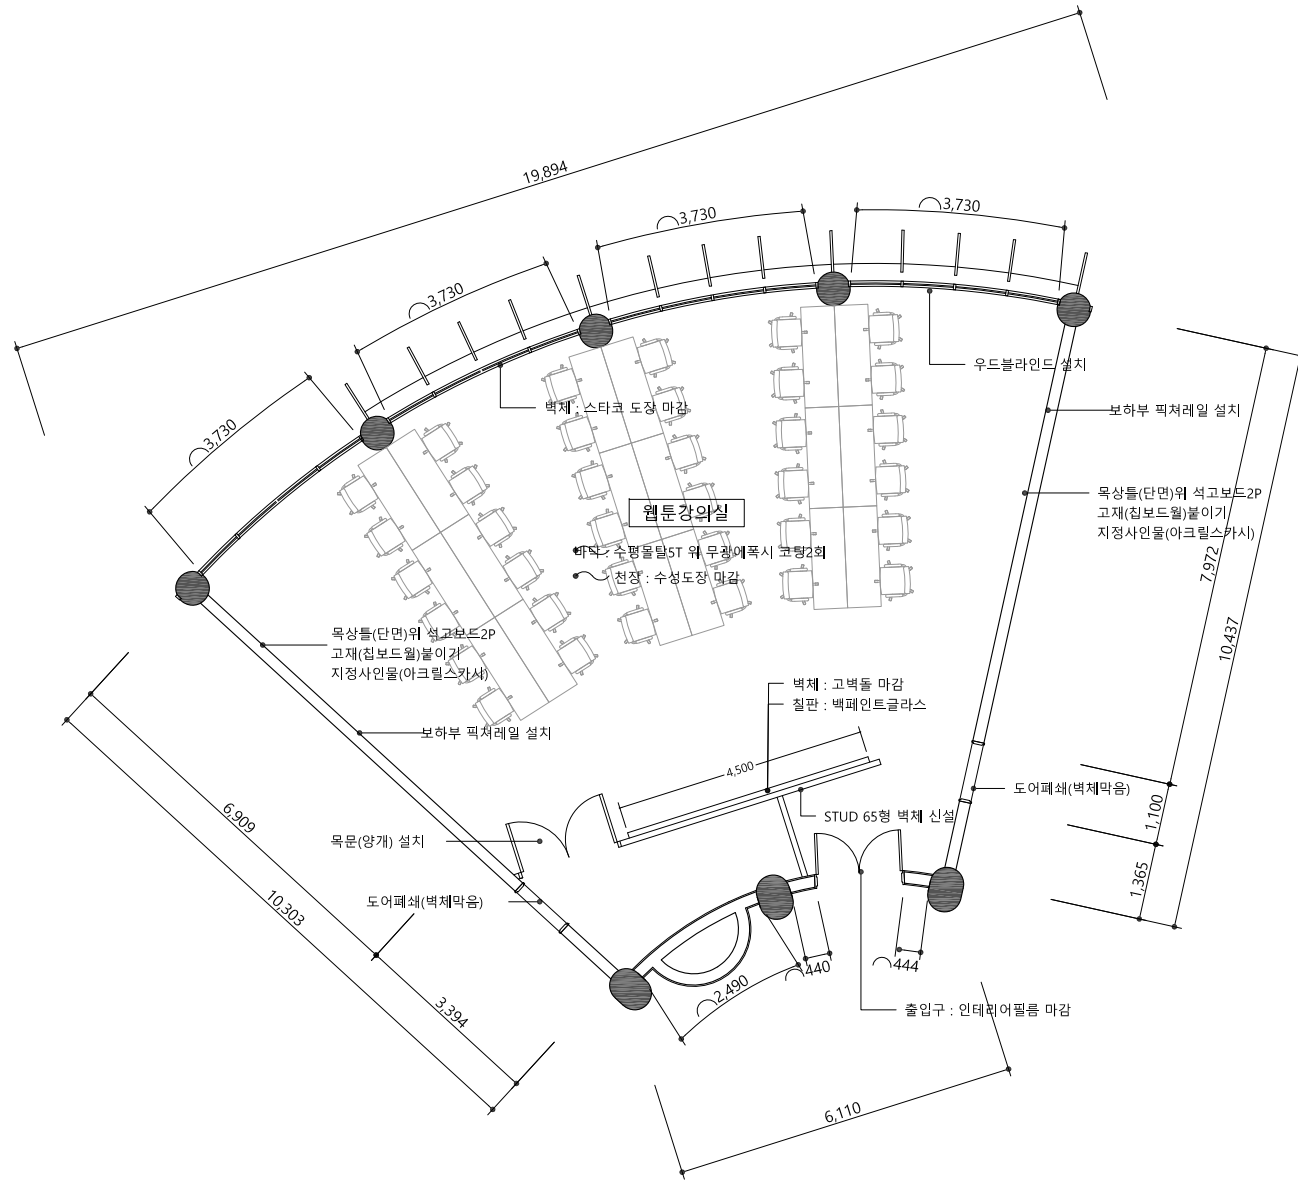 19,894
3,730
3,730
3,730
3,730
우드블라인드 설치
벽체 : 스타코 도장 마감
보하부 픽쳐레일 설치
목상틀(단면)위 석고보드2P
고재(칩보드월)붙이기
지정사인물(아크릴스카시)
웹툰강의실
바닥 : 수평몰탈5T 위 무광에폭시 코팅2회
천장 : 수성도장 마감
7,972
10,437
목상틀(단면)위 석고보드2P
고재(칩보드월)붙이기
지정사인물(아크릴스카시)
벽체 : 고벽돌 마감
칠판 : 백페인트글라스
보하부 픽쳐레일 설치
4,500
도어폐쇄(벽체막음)
STUD 65형 벽체 신설
1,100
6,909
목문(양개) 설치
1,365
10,303
도어폐쇄(벽체막음)
440
444
2,490
3,394
출입구 : 인테리어필름 마감
6,110